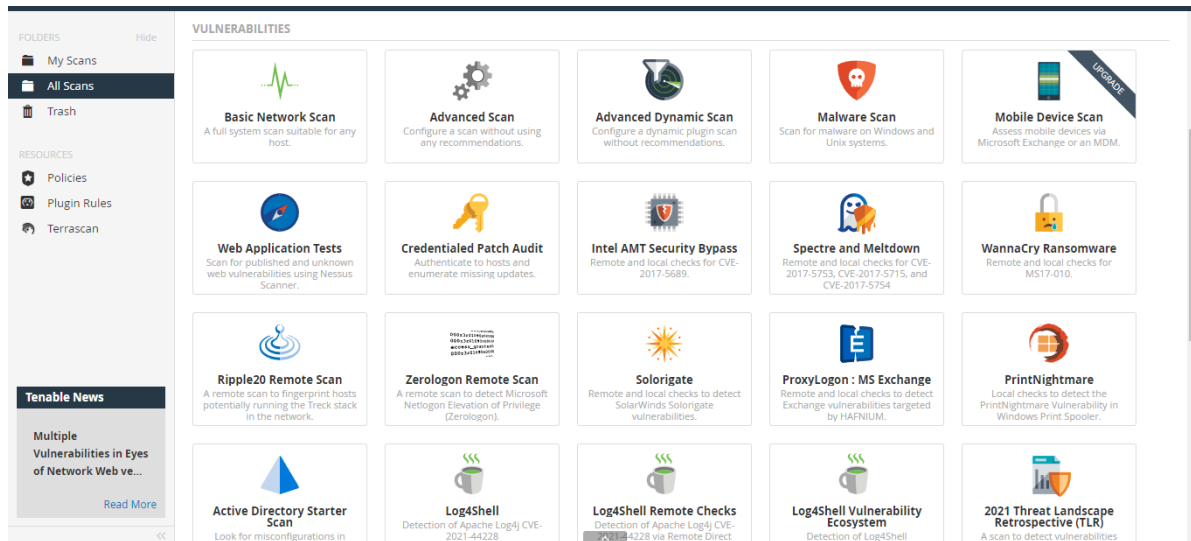 FOLDERS
Hide
My Scans
All Scans
Trash
RESOURCES
Policies
Plugin Rules
Terrascan
Tenable News
Multiple
Vulnerabilities in Eyes
of Network Web ve...
Read More
VULNERABILITIES
Basic Network Scan
A full system scan suitable for any
host.
Advanced Scan
Configure a scan without using
any recommendations.
Advanced Dynamic Scan
Configure a dynamic plugin scan
without recommendations.
Malware Scan
Scan for malware on Windows and
Unix systems.
UPGRADE
Mobile Device Scan
Assess mobile devices via
Microsoft Exchange or an MDM.
Web Application Tests
Scan for published and unknown
web vulnerabilities using Nessus
Scanner.
Credentialed Patch Audit
Authenticate to hosts and
enumerate missing updates.
Intel AMT Security Bypass
Remote and local checks for CVE-
2017-5689.
Spectre and Meltdown
Remote and local checks for CVE-
2017-5753, CVE-2017-5715, and
CVE-2017-5754
WannaCry Ransomware
Remote and local checks for
MS17-010.
Ripple20 Remote Scan
A remote scan to fingerprint hosts
potentially running the Treck stack
in the network.
Zerologon Remote Scan
A remote scan to detect Microsoft
Netlogon Elevation of Privilege
(Zerologon).
Solorigate
Remote and local checks to detect
SolarWinds Solorigate
vulnerabilities.
E
ProxyLogon : MS Exchange
Remote and local checks to detect
Exchange vulnerabilities targeted
by HAFNIUM.
PrintNightmare
Local checks to detect the
PrintNightmare Vulnerability in
Windows Print Spooler.
Active Directory Starter
Scan
Look for misconfigurations in
Log4Shell
Detection of Apache Log4j CVE-
2021-44228
Log4Shell Remote Checks
Detection of Apache Log4j CVE-
2021-44228 via Remote Direct
Log4Shell Vulnerability
Ecosystem
Detection of Log4Shell
2021 Threat Landscape
Retrospective (TLR)
A scan to detect vulnerabilities